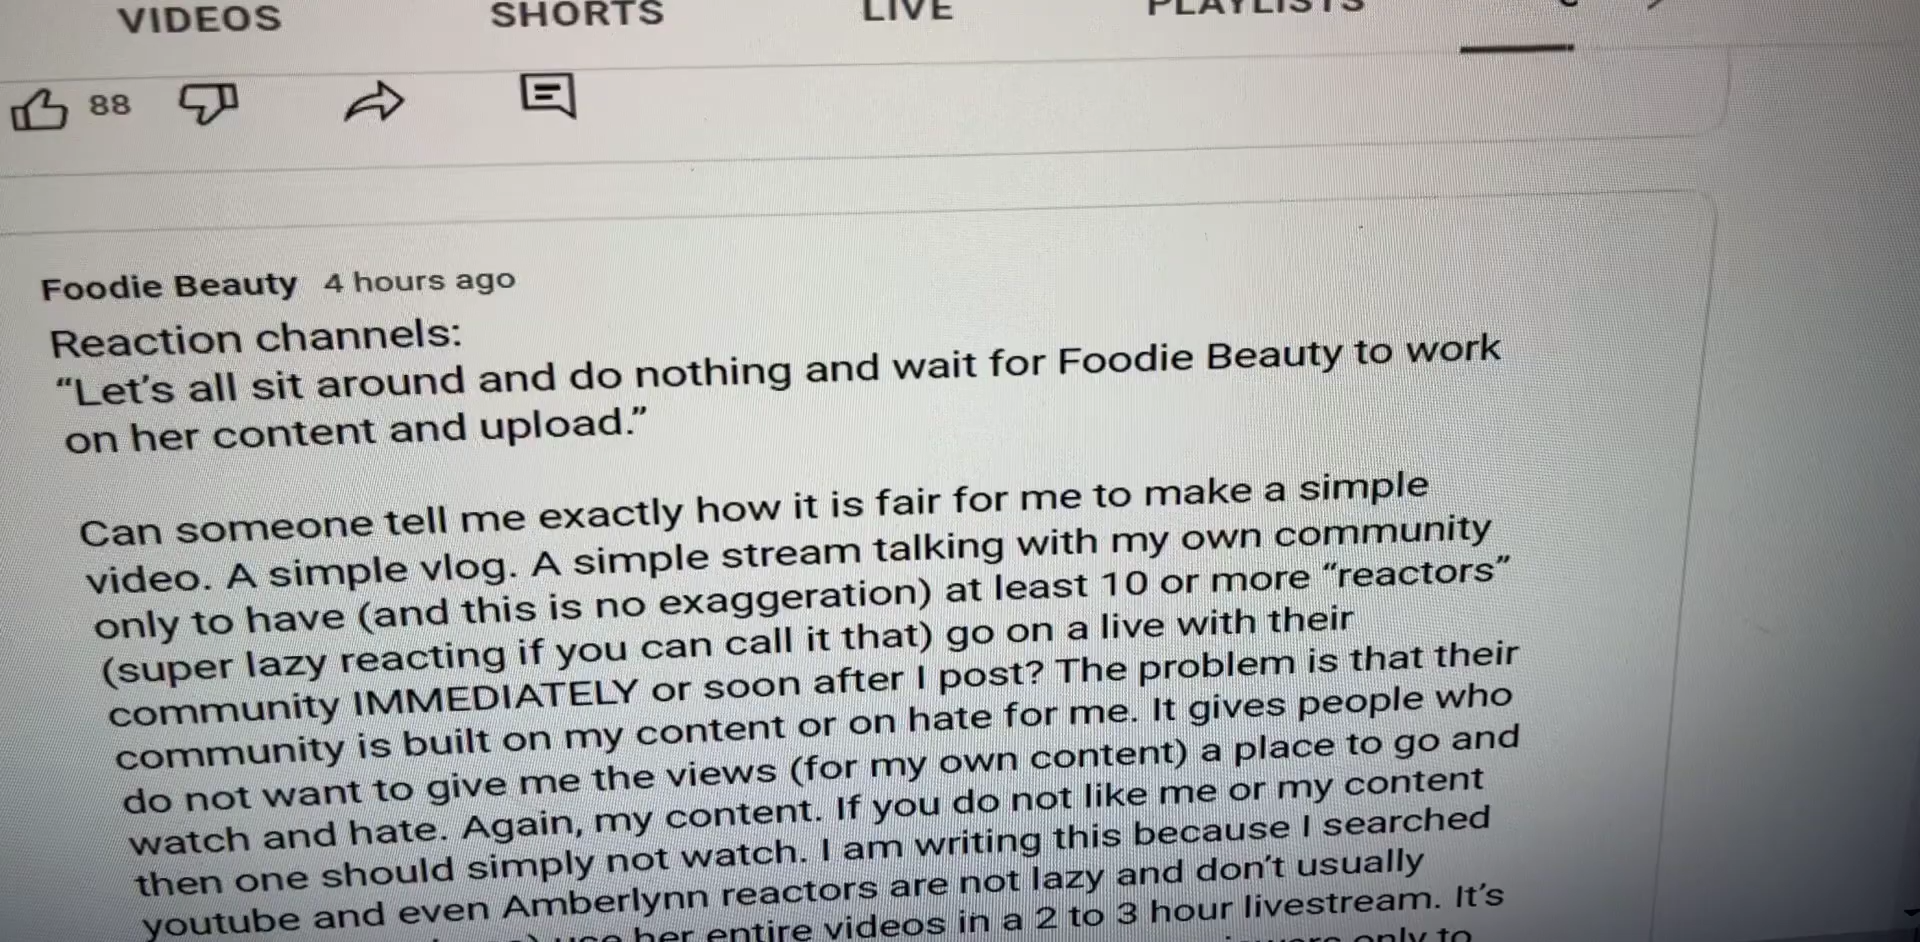 VIDEOS SHORTS LIVE PLAYLISTS
88
Foodie Beauty 4 hours ago
Reaction channels:
“Let’s all sit around and do nothing and wait for Foodie Beauty to work
on her content and upload.”
Can someone tell me exactly how it is fair for me to make a simple
video. A simple vlog. A simple stream talking with my own community
only to have (and this is no exaggeration) at least 10 or more “reactors”
(super lazy reacting if you can call it that) go on a live with their
community IMMEDIATELY or soon after I post? The problem is that their
community is built on my content or on hate for me. It gives people who
do not want to give me the views (for my own content) a place to go and
watch and hate. Again, my content. If you do not like me or my content
then one should simply not watch. I am writing this because I searched
youtube and even Amberlynn reactors are not lazy and don’t usually
use her entire videos in a 2 to 3 hour livestream. It’s
only to